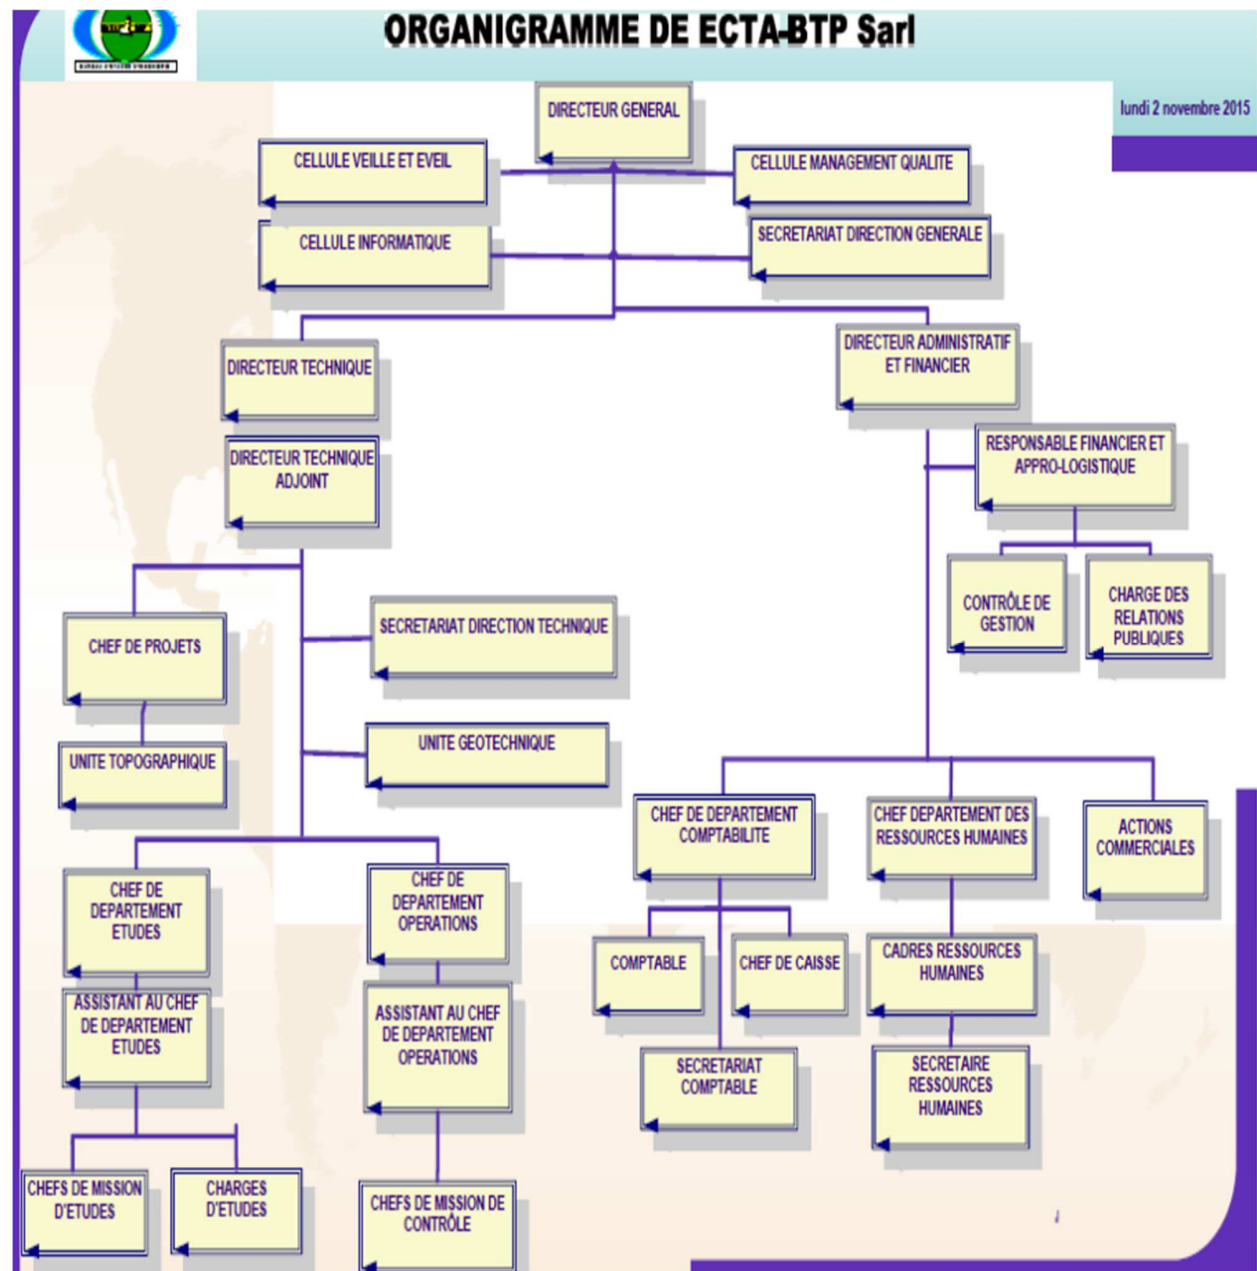 ORGANIGRAMME DE ECTA-BTP Sarl
lundi 2 novembre 2015
DIRECTEUR GENERAL
CELLULE VEILLE ET EVEIL
CELLULE MANAGEMENT QUALITE
CELLULE INFORMATIQUE
SECRETARIAT DIRECTION GENERALE
DIRECTEUR TECHNIQUE
DIRECTEUR ADMINISTRATIF
ET FINANCIER
DIRECTEUR TECHNIQUE
ADJOINT
RESPONSABLE FINANCIER ET
APPRO-LOGISTIQUE
CONTRÔLE DE
GESTION
CHARGE DES
RELATIONS
PUBLIQUES
CHEF DE PROJETS
SECRETARIAT DIRECTION TECHNIQUE
UNITE TOPOGRAPHIQUE
UNITE GEOTECHNIQUE
CHEF DE DEPARTEMENT
COMPTABILITE
CHEF DEPARTEMENT DES
RESSOURCES HUMAINES
ACTIONS
COMMERCIALES
CHEF DE
DEPARTEMENT
ETUDES
CHEF DE
DEPARTEMENT
OPERATIONS
COMPTABLE
CHEF DE CAISSE
CADRES RESSOURCES
HUMAINES
ASSISTANT AU CHEF
DE DEPARTEMENT
ETUDES
ASSISTANT AU CHEF
DE DEPARTEMENT
OPERATIONS
SECRETARIAT
COMPTABLE
SECRETAIRE
RESSOURCES
HUMAINES
CHEFS DE MISSION
D'ETUDES
CHARGES
D'ETUDES
CHEFS DE MISSION DE
CONTRÔLE